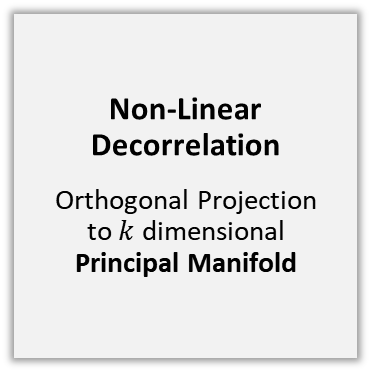 Non-Linear
Decorrelation
Orthogonal Projection
to k dimensional
Principal Manifold